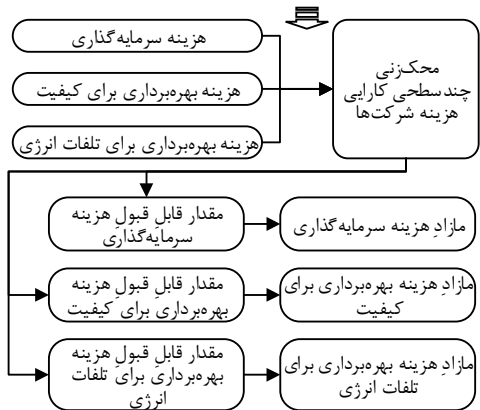 هزینه سرمایه‌گذاری
هزینه بهره‌برداری برای کیفیت
هزینه بهره‌برداری برای تلفات انرژی
محک‌زنی
چندسطحی کارایی
هزینه شرکت‌ها
مقدار قابلِ قبولِ هزینه
سرمایه‌گذاری
مازادِ هزینه سرمایه‌گذاری
مقدار قابلِ قبولِ هزینه
بهره‌برداری برای کیفیت
مازادِ هزینه بهره‌برداری برای
کیفیت
مقدار قابلِ قبولِ هزینه
بهره‌برداری برای تلفات
انرژی
مازادِ هزینه بهره‌برداری برای
تلفات انرژی